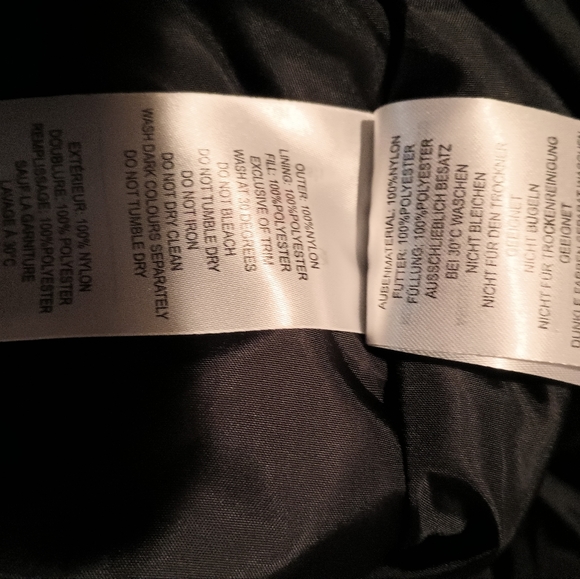 OUTER: 100%NYLON
LINING: 100%POLYESTER
FILL: 100%POLYESTER
EXCLUSIVE OF TRIM
WASH AT 30 DEGREES
DO NOT BLEACH
DO NOT TUMBLE DRY
DO NOT IRON
DO NOT DRY CLEAN
WASH DARK COLOURS SEPARATELY
DO NOT TUMBLE DRY
EXTÉRIEUR: 100% NYLON
DOUBLURE: 100% POLYESTER
REMPLISSAGE: 100%POLYESTER
SAUF LA GARNITURE
LAVAGE À 30°C
AUßENMATERIAL: 100%NYLON
FUTTER: 100%POLYESTER
FÜLLUNG: 100%POLYESTER
AUSSCHLIEßLICH BESATZ
BEI 30°C WASCHEN
NICHT BLEICHEN
NICHT FÜR DEN TROCKNER
GEEIGNET
NICHT BÜGELN
NICHT FÜR TROCKENREINIGUNG
GEEIGNET
DUNKLE